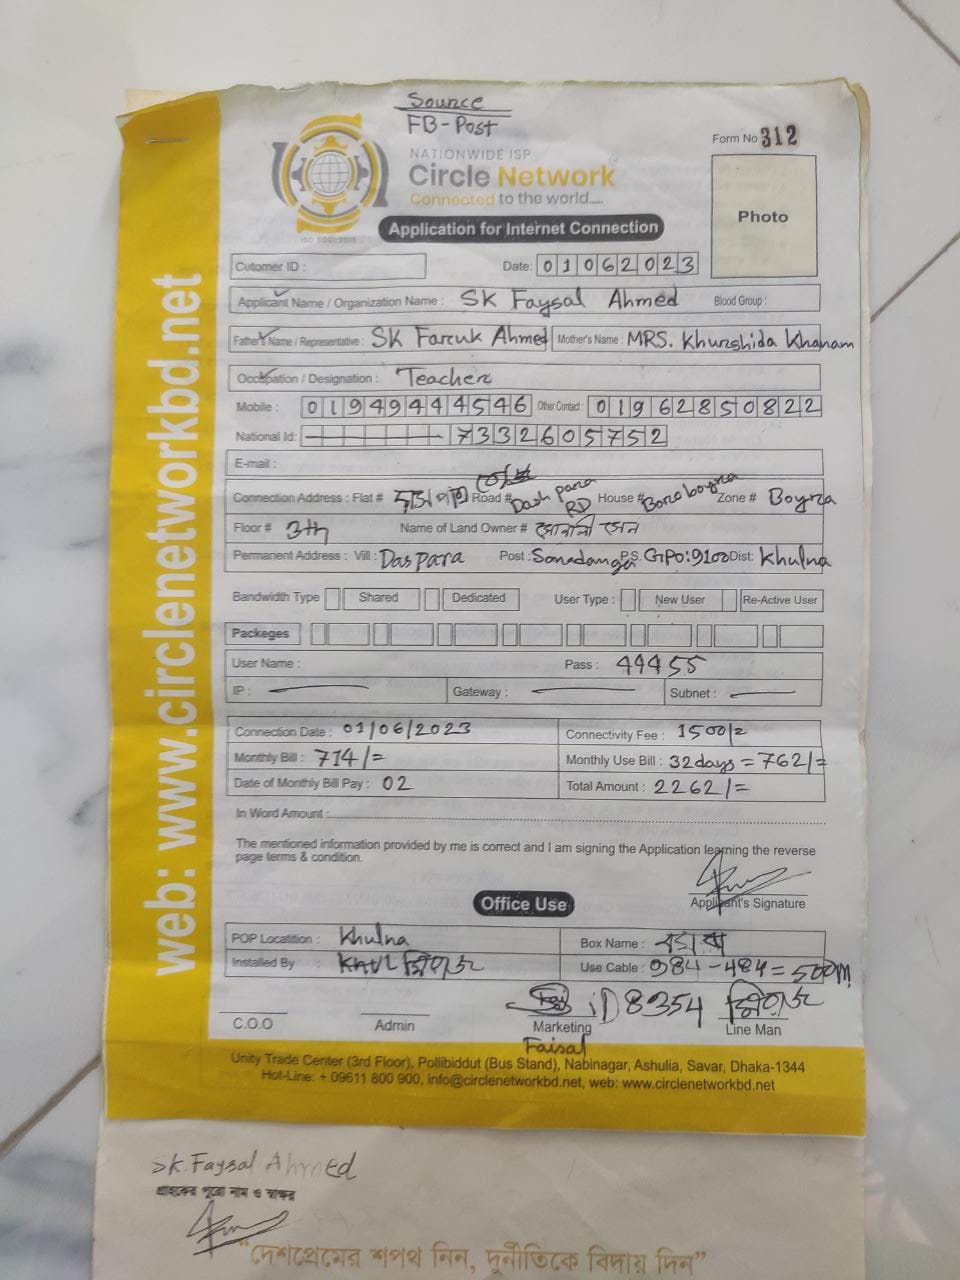 Source
FB-Post
NATIONWIDE ISP
Circle Network
Connected to the world.....
ISO 9001:2015
Form No 312
Photo
Application for Internet Connection
Cutomer ID :
Date: 01062023
Applicant Name / Organization Name : SK Faysal Ahmed Blood Group :
Father's Name / Representative : SK Faruk Ahmed Mother's Name : MRS. Khurshida Khanam
Occupation / Designation : Teacher
Mobile : 01949444546 Other Contact : 01962850822
National Id: 7332605752
E-mail :
Connection Address : Flat # Road # Dash para RD House # Boro boyra Zone # Boyra
Floor # 3th Name of Land Owner # সোনালী সেন
Permanent Address : Vill : Daspara Post : Sonadanga P.S. GPO:9100 Dist: Khulna
Bandwidth Type Shared Dedicated User Type : New User Re-Active User
Packeges
User Name : Pass : 44455
IP : Gateway : Subnet :
Connection Date : 01/06/2023 Connectivity Fee : 1500/=
Monthly Bill : 714/= Monthly Use Bill : 32days = 762/=
Date of Monthly Bill Pay : 02 Total Amount : 2262/=
In Word Amount :
The mentioned information provided by me is correct and I am signing the Application learning the reverse
page terms & condition.
Applicant's Signature
Office Use
POP Locatition : Khulna Box Name :
Installed By : Use Cable : 984-484=500m
iD 8354
C.O.O Admin Marketing Line Man
Faisal
Unity Trade Center (3rd Floor), Pollibiddut (Bus Stand), Nabinagar, Ashulia, Savar, Dhaka-1344
Hot-Line: + 09611 800 900, info@circlenetworkbd.net, web: www.circlenetworkbd.net
web: www.circlenetworkbd.net
SK. Faysal Ahmed
গ্রাহকের পুরো নাম ও স্বাক্ষর
"দেশপ্রেমের শপথ নিন, দুর্নীতিকে বিদায় দিন"